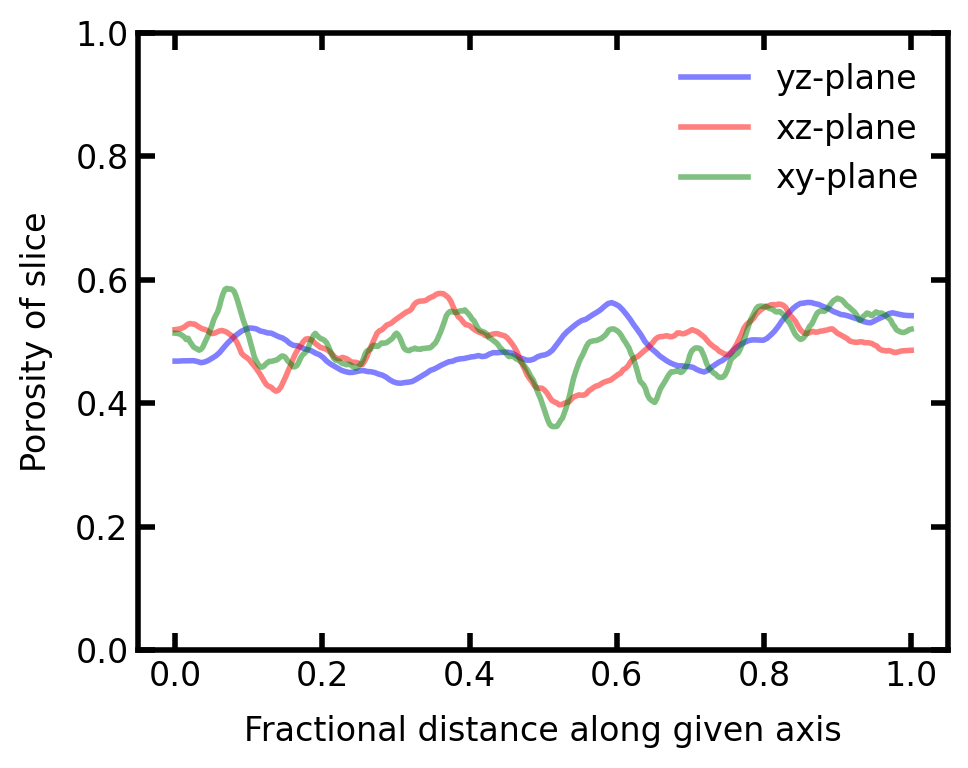 1.0
0.8
0.6
0.4
0.2
0.0
Porosity of slice
yz-plane
xz-plane
xy-plane
0.0 0.2 0.4 0.6 0.8 1.0
Fractional distance along given axis